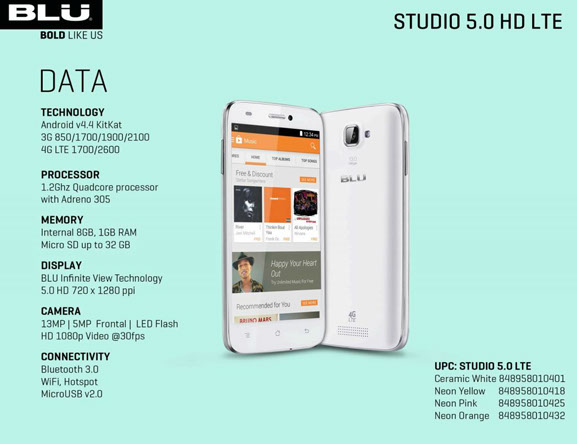 BLU
BOLD LIKE US
STUDIO 5.0 HD LTE
DATA
TECHNOLOGY
Android v4.4 KitKat
3G 850/1700/1900/2100
4G LTE 1700/2600
PROCESSOR
1.2Ghz Quadcore processor
with Adreno 305
MEMORY
Internal 8GB, 1GB RAM
Micro SD up to 32 GB
DISPLAY
BLU Infinite View Technology
5.0 HD 720 x 1280 ppi
CAMERA
13MP | 5MP Frontal | LED Flash
HD 1080p Video @30fps
CONNECTIVITY
Bluetooth 3.0
WiFi, Hotspot
MicroUSB v2.0
12:34 PM
Music
HOME TOP ALBUMS TOP SONGS
Free & Discount
SEE MORE
Happy Your Heart
Out
Recommended for You
SEE MORE
BRUNO MARS
BLU
4G
LTE
UPC: STUDIO 5.0 LTE
Ceramic White 848958010401
Neon Yellow 848958010418
Neon Pink 848958010425
Neon Orange 848958010432